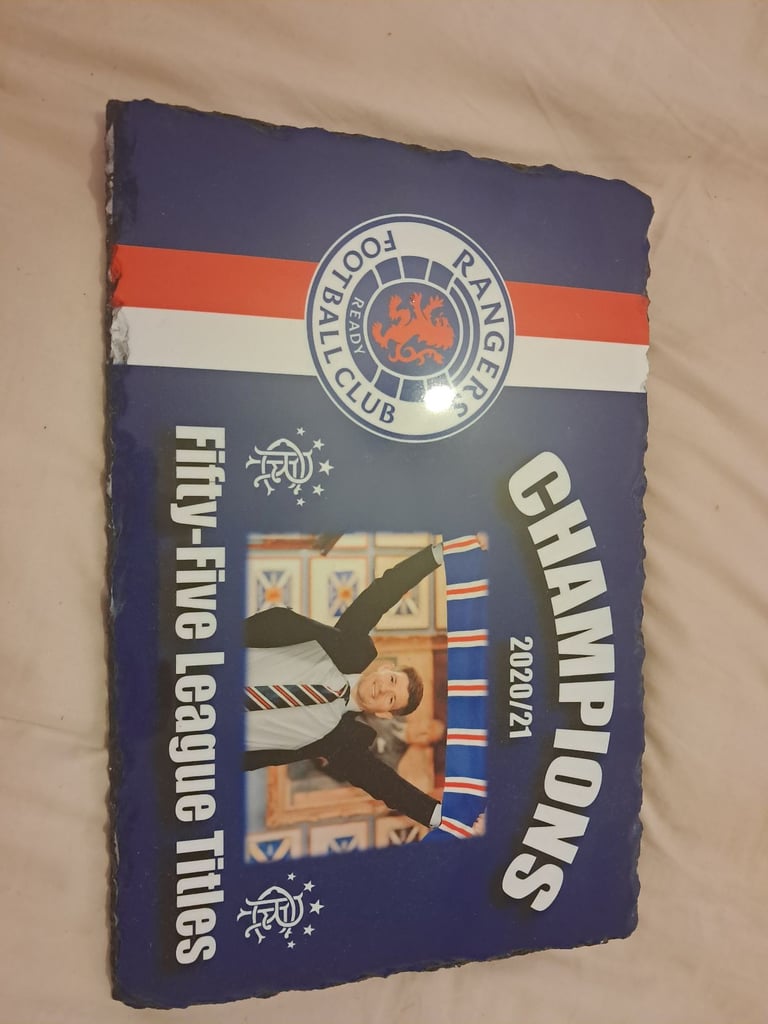 RANGERS
FOOTBALL CLUB
READY
CHAMPIONS
2020/21
Fifty-Five League Titles